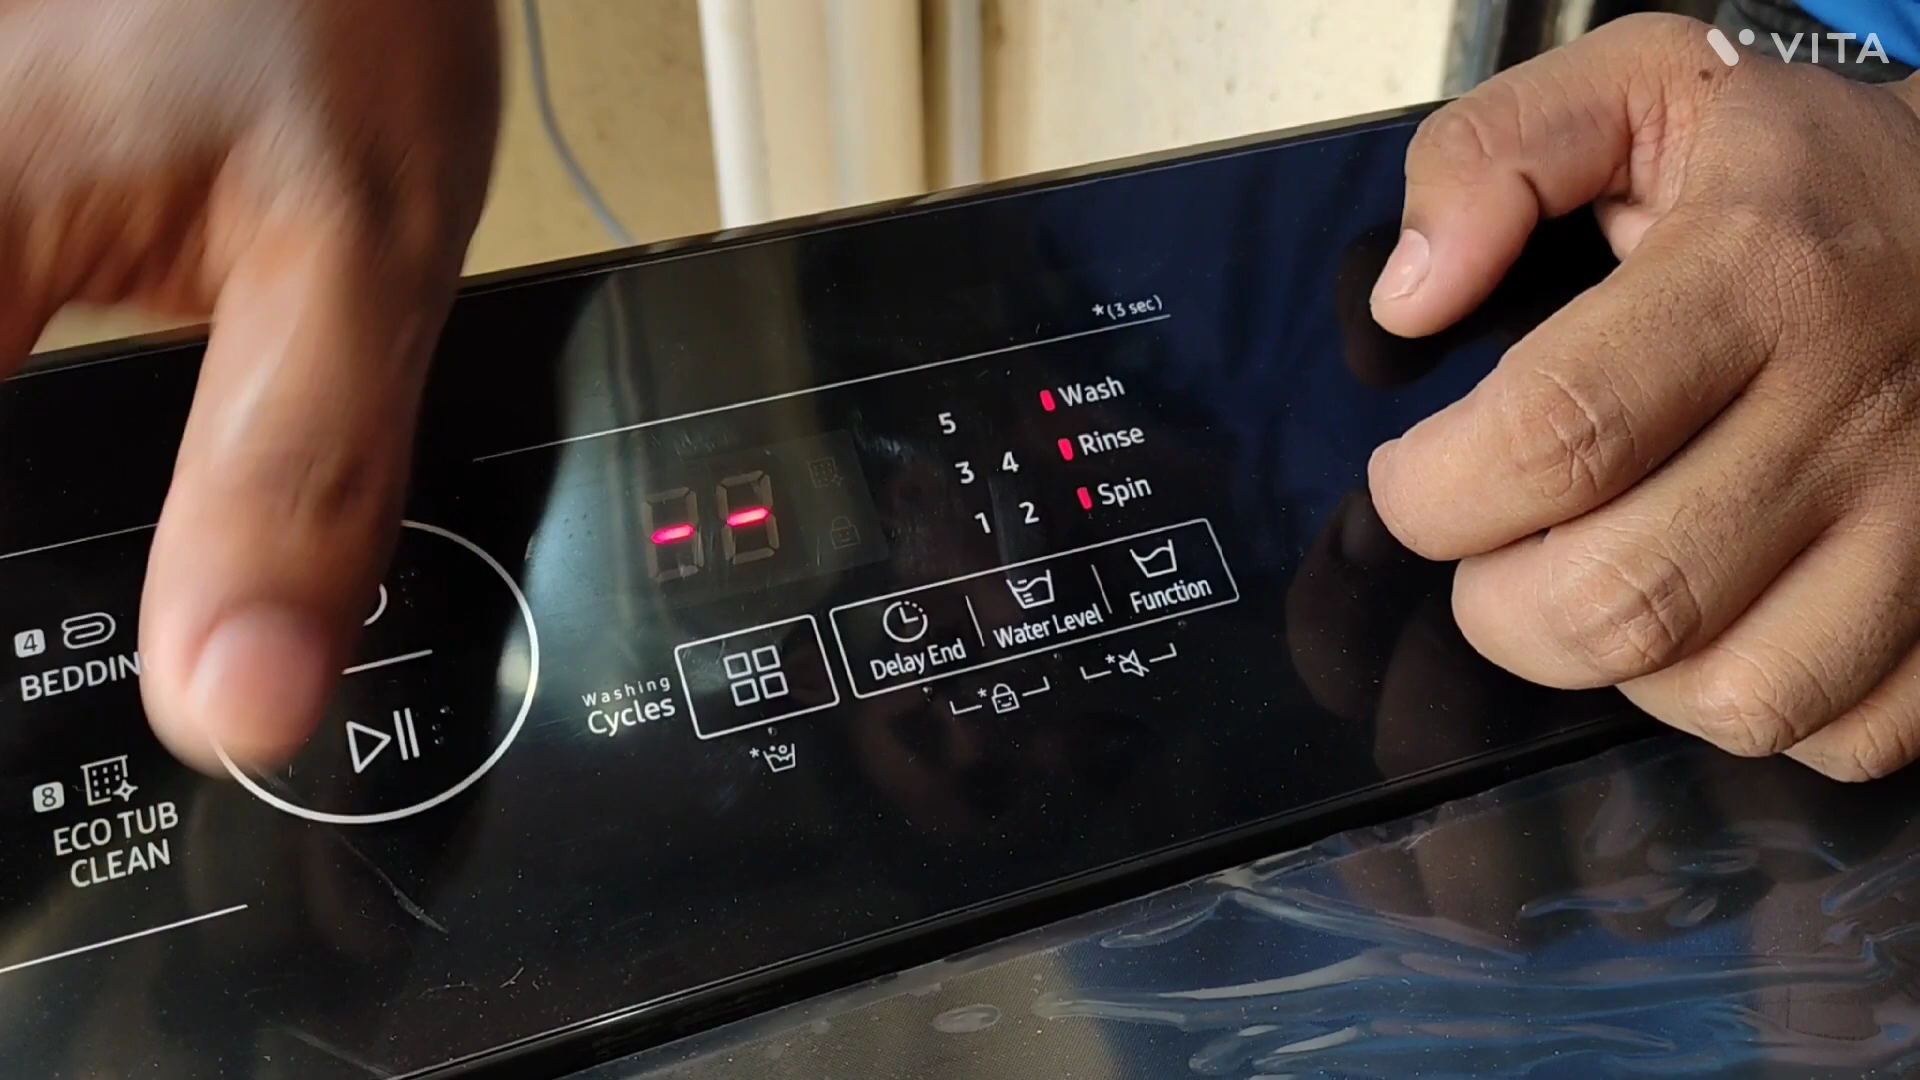 VITA
*(3 sec)
5
Wash
3 4
Rinse
1 2
Spin
--
4
BEDDIN
Delay End
Water Level
Function
Washing
Cycles
*
*
*
8
ECO TUB
CLEAN